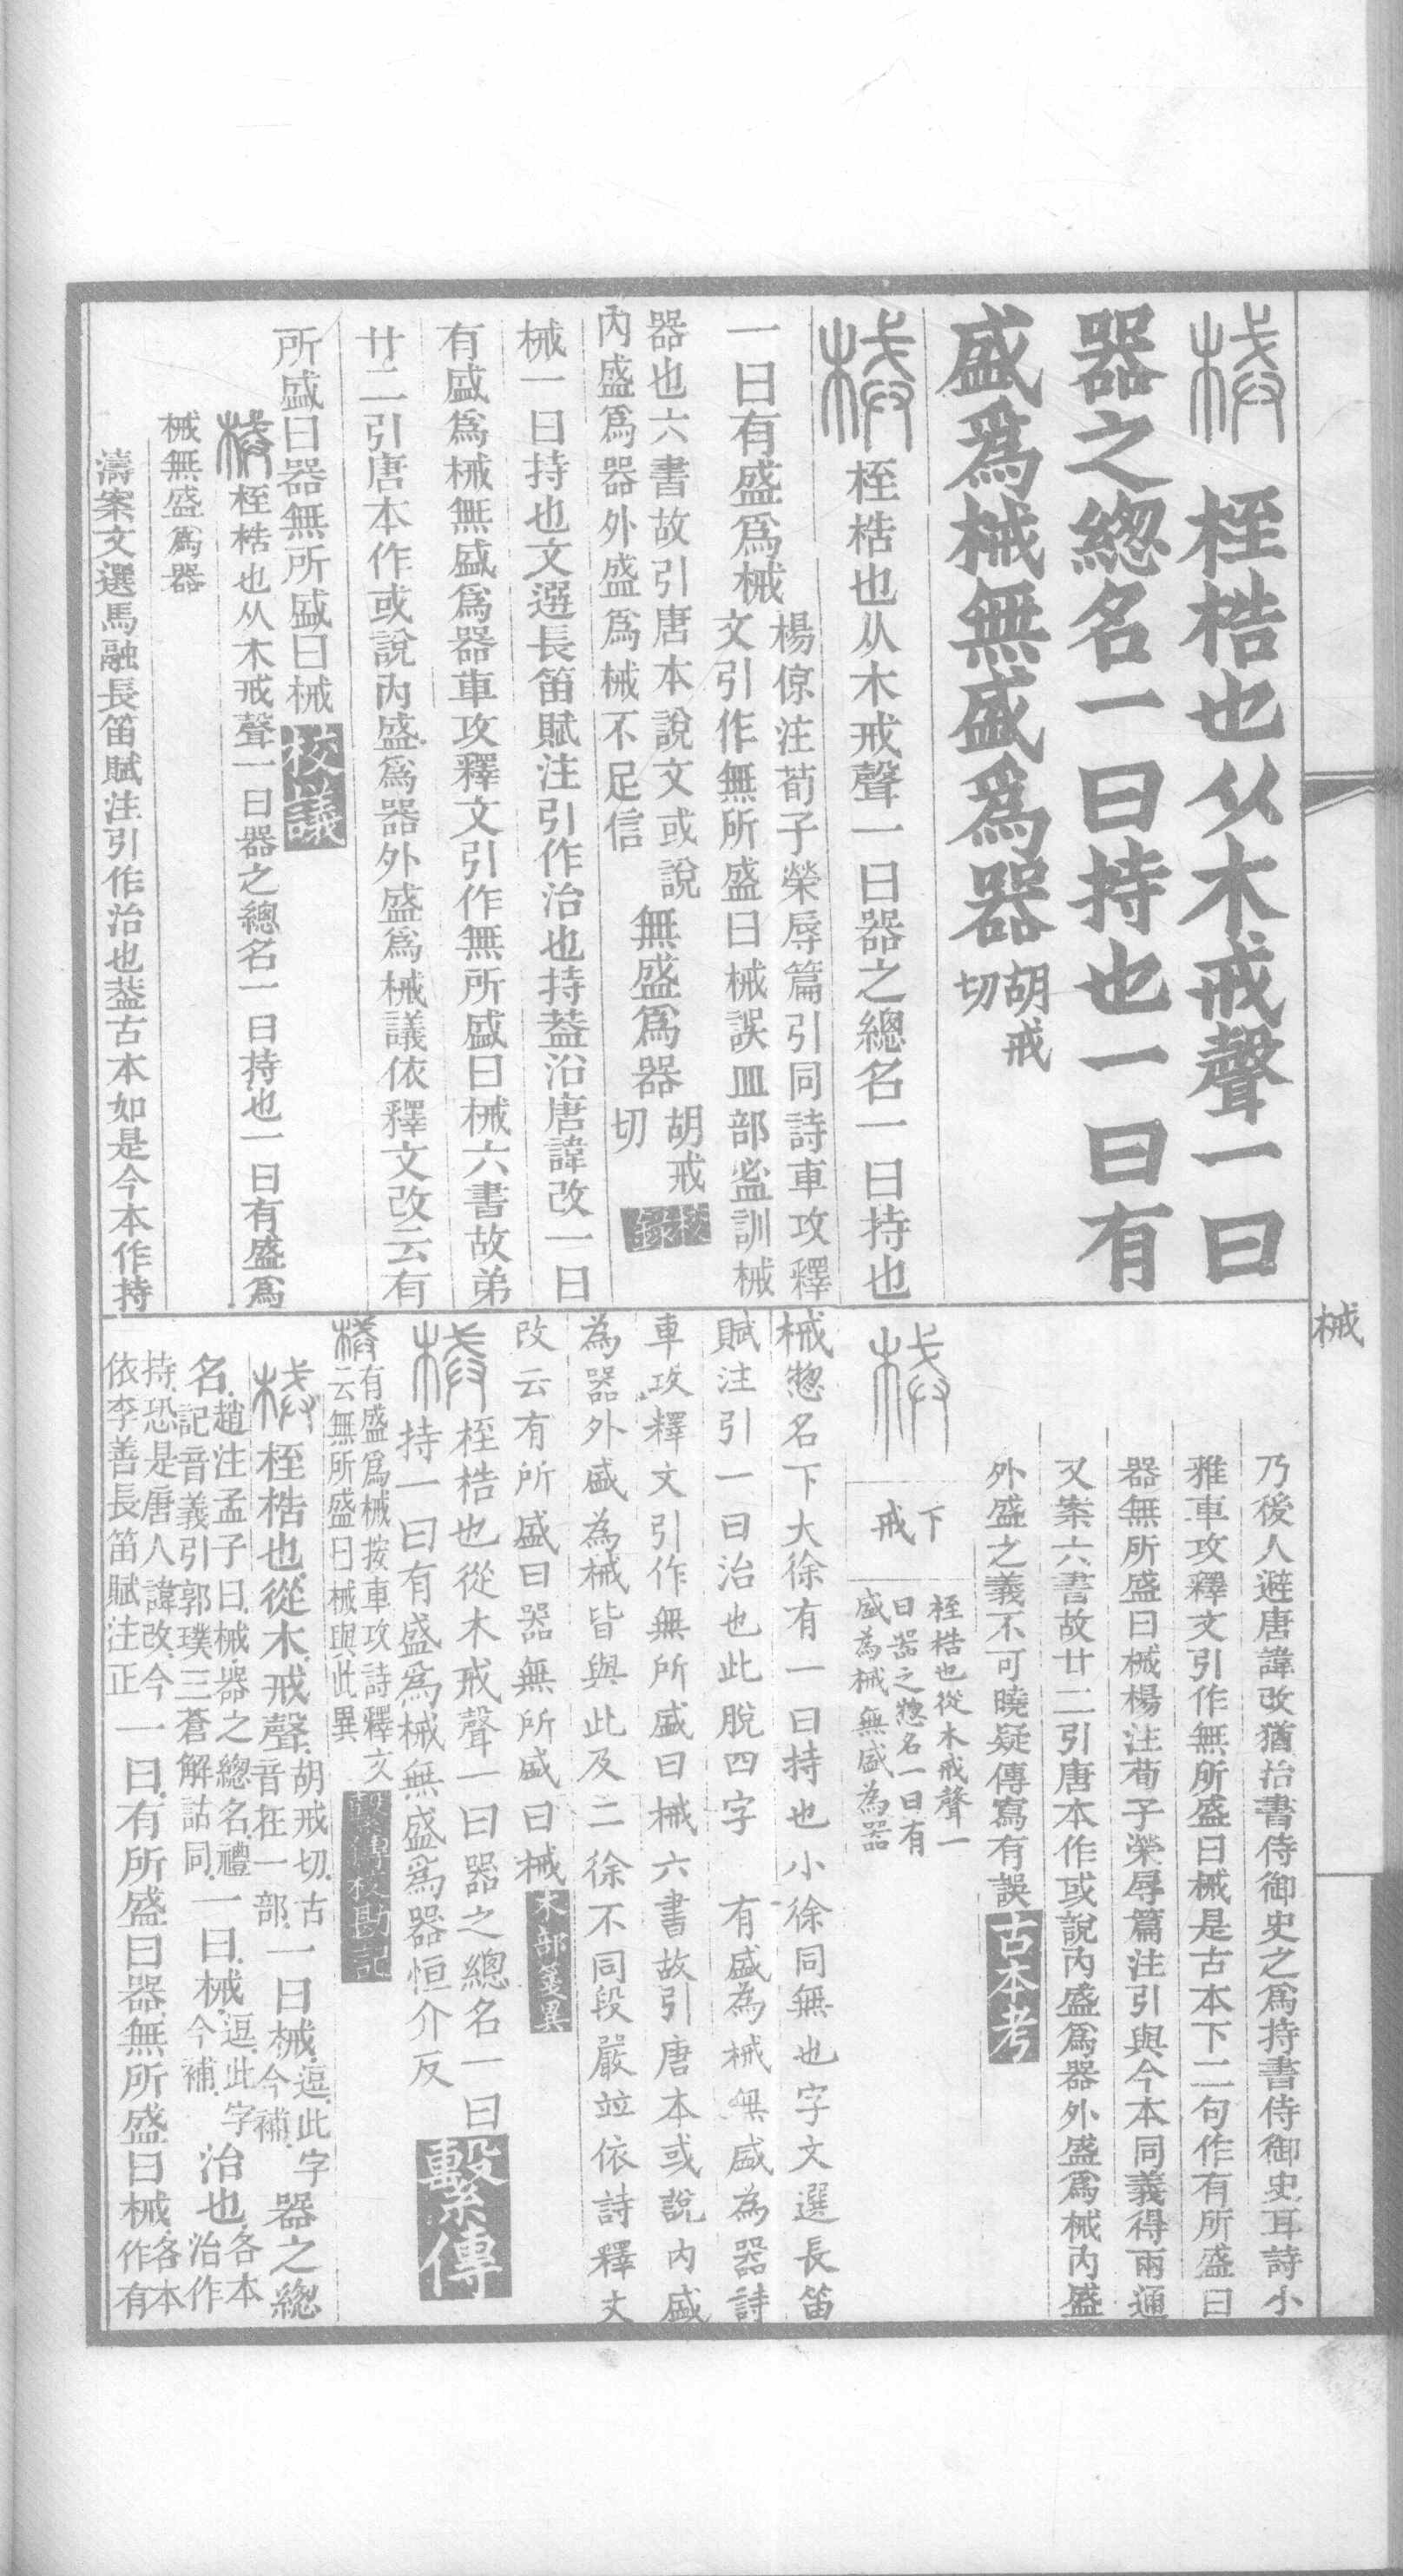 械
桎梏也从木戒聲一曰
器之緫名一曰持也一曰有
盛爲械無盛爲器胡戒切
桎梏也从木戒聲一曰器之總名一曰持也
一曰有盛爲械
楊倞注荀子榮辱篇引同詩車攻釋
文引作無所盛曰械誤皿部盇訓械
器也六書故引唐本說文或說
內盛爲器外盛爲械不足信
無盛爲器
胡戒切
校錄
械一曰持也文選長笛賦注引作治也持葢治唐諱改一曰
有盛爲械無盛爲器車攻釋文引作無所盛曰械六書故弟
廿二引唐本作或說內盛爲器外盛爲械議依釋文改云有
所盛曰器無所盛曰械校議
桎梏也从木戒聲一曰器之總名一曰持也一曰有盛爲
械無盛爲器
濤案文選馬融長笛賦注引作治也葢古本如是今本作持
乃後人避唐諱改猶治書侍御史之爲持書侍御史耳詩小
雅車攻釋文引作無所盛曰械是古本下二句作有所盛曰
器無所盛曰械楊注荀子榮辱篇注引與今本同義得兩通
又案六書故廿二引唐本作或說內盛爲器外盛爲械內盛
外盛之義不可曉疑傳寫有誤古本考
下
戒
桎梏也從木戒聲一
曰器之緫名一曰有
盛為械無盛為器
械緫名下大徐有一曰持也小徐同無也字文選長笛
賦注引一曰治也此脫四字 有盛為械無盛為器詩
車攻釋文引作無所盛曰械六書故引唐本或說內盛
為器外盛為械皆與此及二徐不同段嚴並依詩釋文
改云有所盛曰器無所盛曰械木部箋異
桎梏也從木戒聲一曰器之總名一曰
持一曰有盛爲械無盛爲器恒介反
繫傳
有盛爲械按車攻詩釋文
云無所盛曰械與此異
繫傳校勘記
桎梏也從木戒聲胡戒切古音在一部一曰械逗此字今補器之總
名趙注孟子曰械器之總名禮記音義引郭璞三蒼解詁同一曰械逗此字今補治也各本治作
持恐是唐人諱改今依李善長笛賦注正一曰有所盛曰器無所盛曰械各本作有